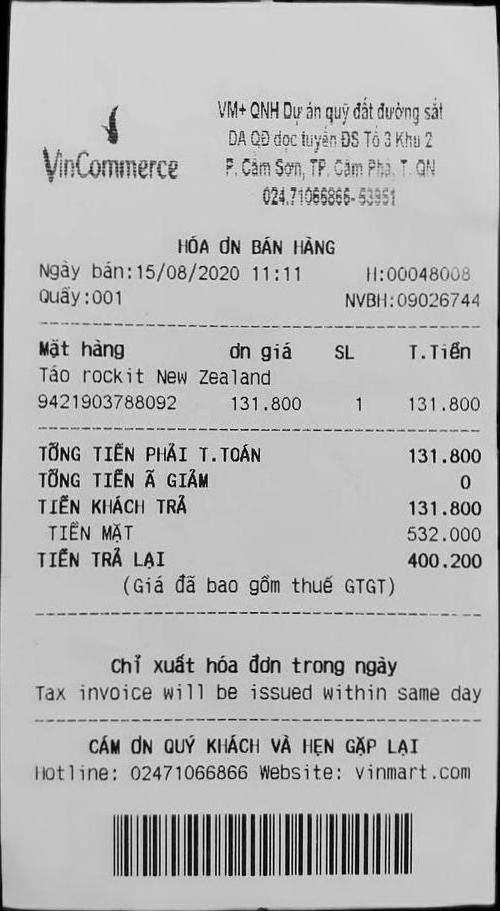 VinCommerce
VM+ QNH Dự án quỹ đất đường sắt
DA QĐ dọc tuyến ĐS Tổ 3 Khu 2
P. Cẩm Sơn, TP. Cẩm Phả, T. QN
024.71066866-53951
HÓA ƠN BÁN HÀNG
Ngày bán:15/08/2020 11:11 H:00048008
Quầy:001 NVBH:09026744
Mặt hàng ơn giá SL T.Tiền
Táo rockit New Zealand
9421903788092 131.800 1 131.800
TỔNG TIỀN PHẢI T.TOÁN 131.800
TỔNG TIỀN Ã GIẢM 0
TIỀN KHÁCH TRẢ 131.800
TIỀN MẶT 532.000
TIỀN TRẢ LẠI 400.200
(Giá đã bao gồm thuế GTGT)
Chỉ xuất hóa đơn trong ngày
Tax invoice will be issued within same day
CÁM ƠN QUÝ KHÁCH VÀ HẸN GẶP LẠI
Hotline: 02471066866 Website: vinmart.com